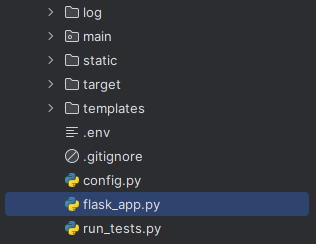 log
main
static
target
templates
.env
.gitignore
config.py
flask_app.py
run_tests.py